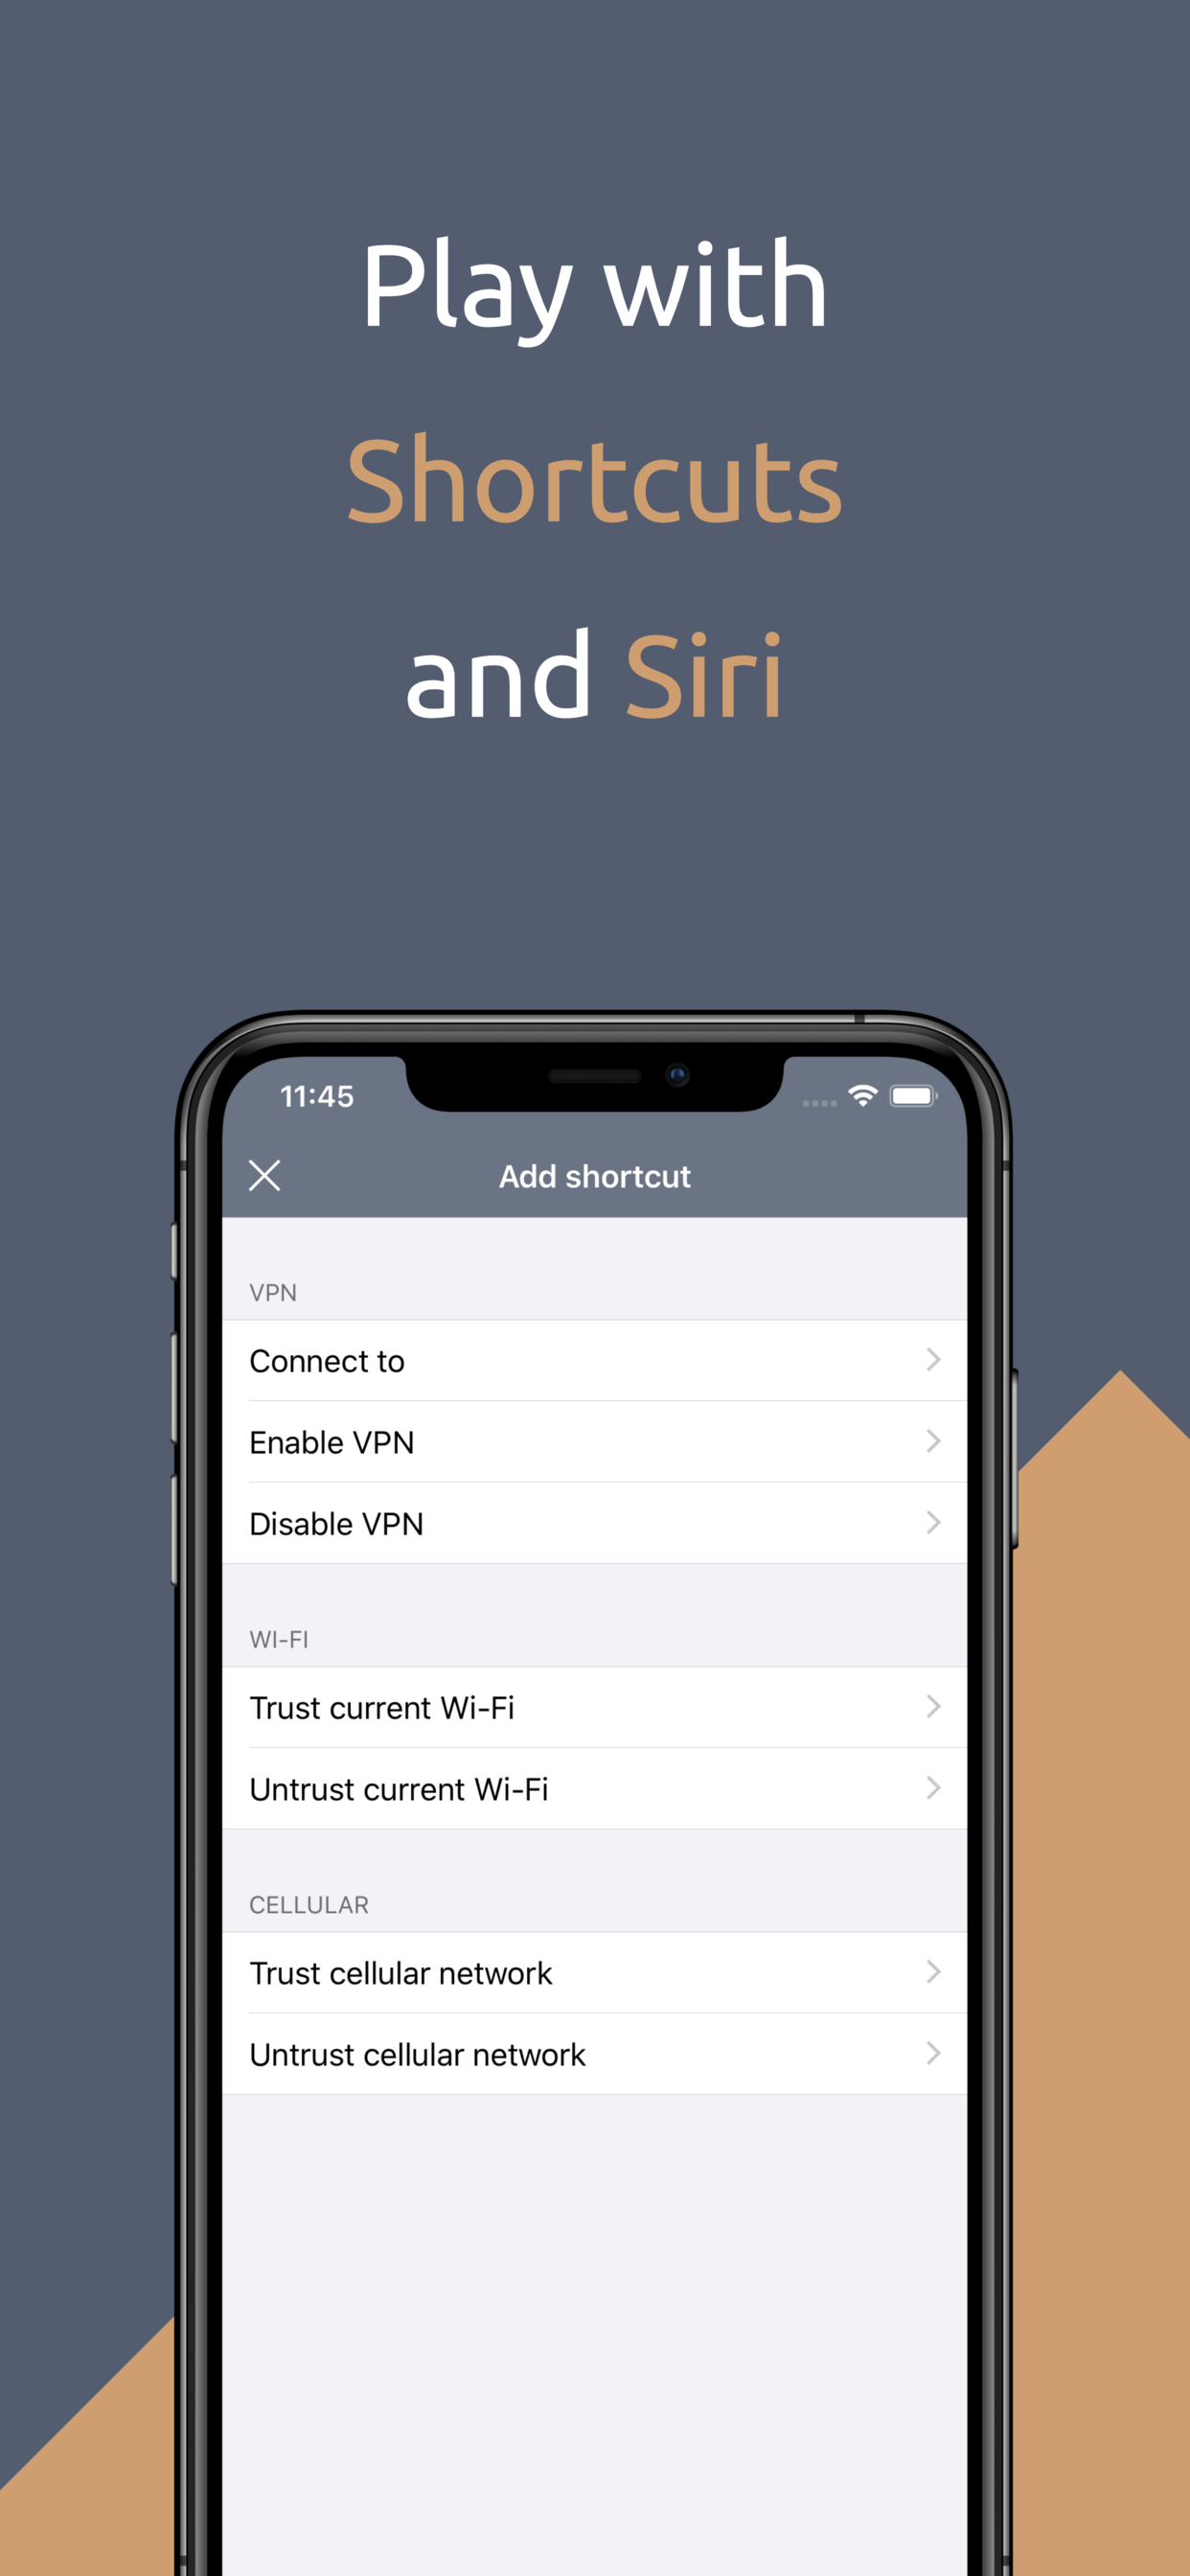 Play with
Shortcuts
and Siri
11:45
Add shortcut
VPN
Connect to
Enable VPN
Disable VPN
WI-FI
Trust current Wi-Fi
Untrust current Wi-Fi
CELLULAR
Trust cellular network
Untrust cellular network